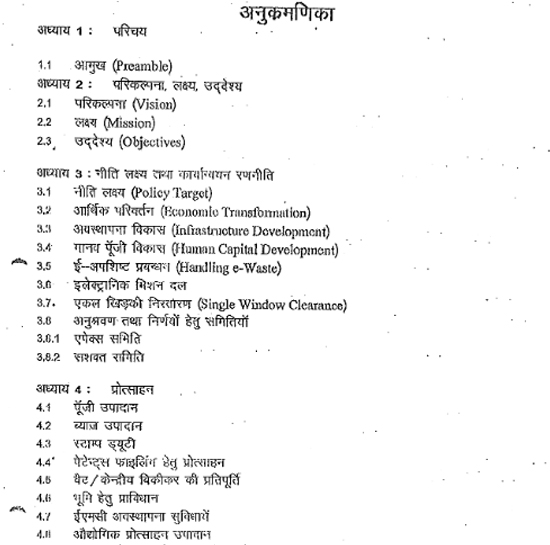 अनुक्रमणिका
अध्याय 1 : परिचय
1.1 आमुख (Preamble)
अध्याय 2 : परिकल्पना, लक्ष्य, उद्देश्य
2.1 परिकल्पना (Vision)
2.2 लक्ष्य (Mission)
2.3 उद्देश्य (Objectives)
अध्याय 3 : नीति लक्ष्य तथा कार्यान्वयन रणनीति
3.1 नीति लक्ष्य (Policy Target)
3.2 आर्थिक परिवर्तन (Economic Transformation)
3.3 अवस्थापना विकास (Infrastructure Development)
3.4 मानव पूँजी विकास (Human Capital Development)
3.5 ई-अपशिष्ट प्रबन्धन (Handling e-Waste)
3.6 इलेक्ट्रानिक मिशन दल
3.7 एकल खिड़की निस्तारण (Single Window Clearance)
3.8 अनुश्रवण तथा निर्णयों हेतु समितियाँ
3.8.1 एपेक्स समिति
3.8.2 सशक्त समिति
अध्याय 4 : प्रोत्साहन
4.1 पूँजी उपादान
4.2 ब्याज उपादान
4.3 स्टाम्प ड्यूटी
4.4 पेटेन्ट्स फाइलिंग हेतु प्रोत्साहन
4.5 वैट/केन्द्रीय बिकीकर की प्रतिपूर्ति
4.6 भूमि हेतु प्राविधान
4.7 ईएमसी अवस्थापना सुविधायें
4.8 औद्योगिक प्रोत्साहन उपादान